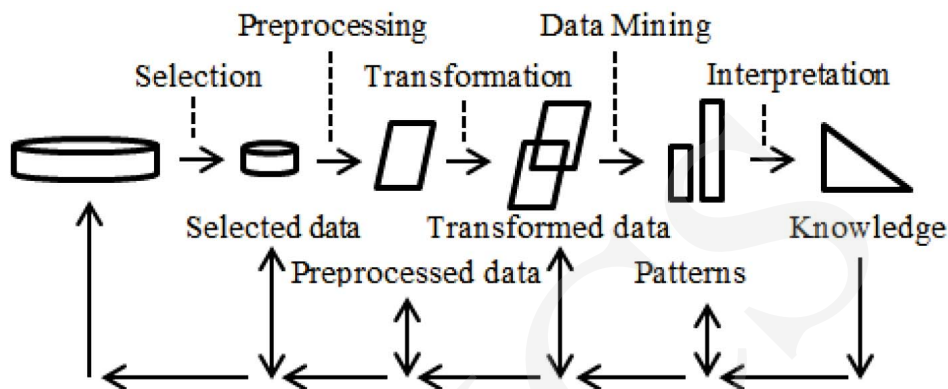 Preprocessing
Data Mining
Selection
Transformation
Interpretation
Selected data
Transformed data
Knowledge
Preprocessed data
Patterns